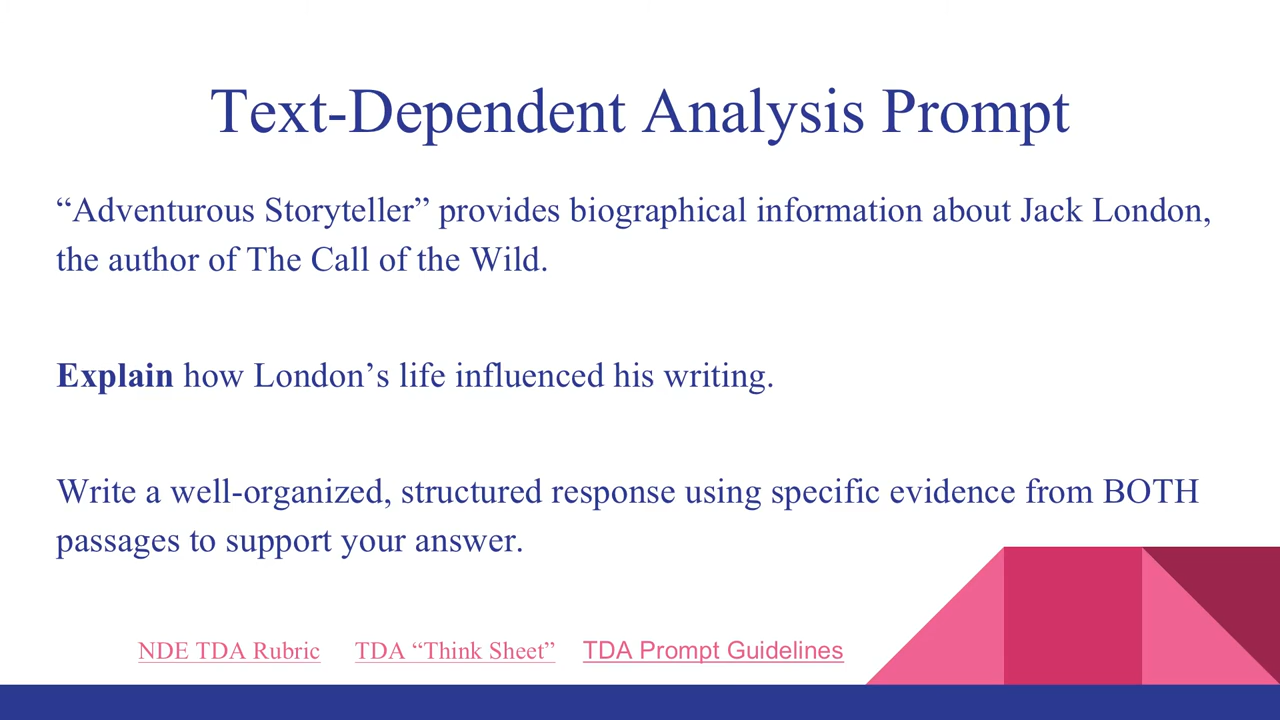 Text-Dependent Analysis Prompt
“Adventurous Storyteller” provides biographical information about Jack London,
the author of The Call of the Wild.
Explain how London’s life influenced his writing.
Write a well-organized, structured response using specific evidence from BOTH
passages to support your answer.
NDE TDA Rubric TDA “Think Sheet” TDA Prompt Guidelines